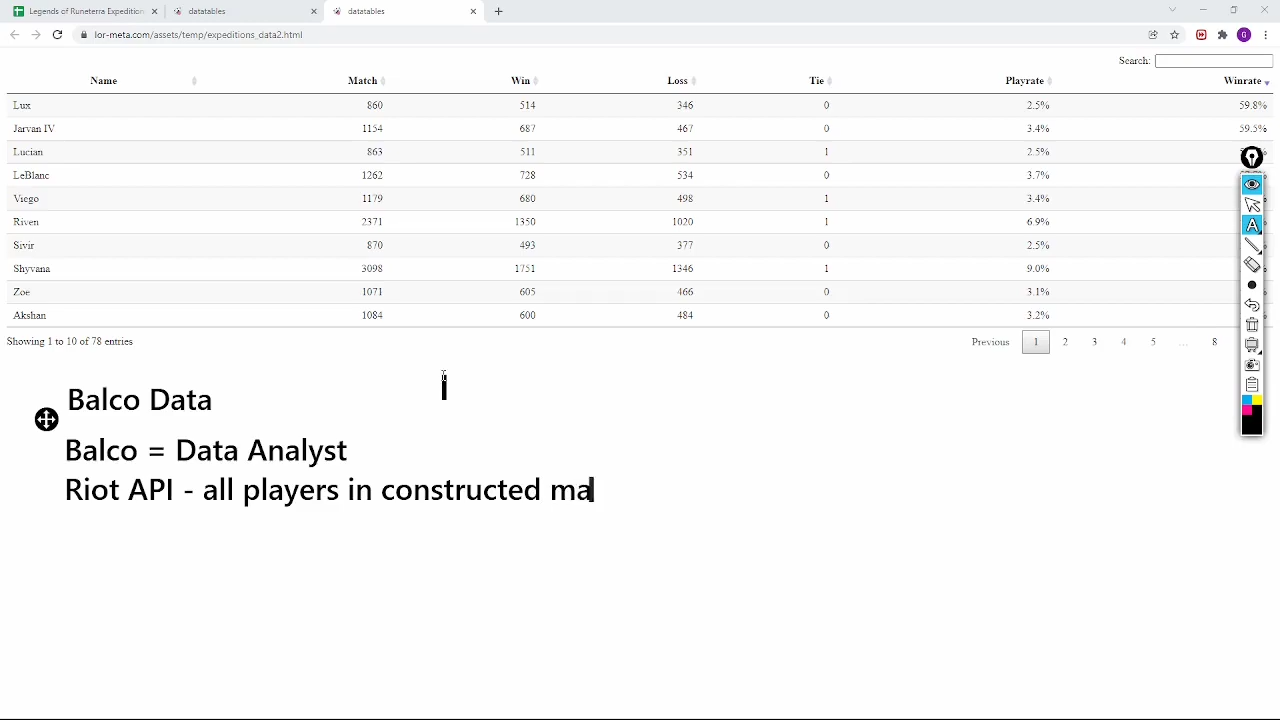 Legends of Runeterra Expedition
datatables
datatables
lor-meta.com/assets/temp/expeditions_data2.html
G
Search:
Name Match Win Loss Tie Playrate Winrate
Lux 860 514 346 0 2.5% 59.8%
Jarvan IV 1154 687 467 0 3.4% 59.5%
Lucian 863 511 351 1 2.5%
LeBlanc 1262 728 534 0 3.7%
Viego 1179 680 498 1 3.4%
Riven 2371 1350 1020 1 6.9%
Sivir 870 493 377 0 2.5%
Shyvana 3098 1751 1346 1 9.0%
Zoe 1071 605 466 0 3.1%
Akshan 1084 600 484 0 3.2%
Showing 1 to 10 of 78 entries Previous 1 2 3 4 5 … 8
A
Balco Data
Balco = Data Analyst
Riot API - all players in constructed ma